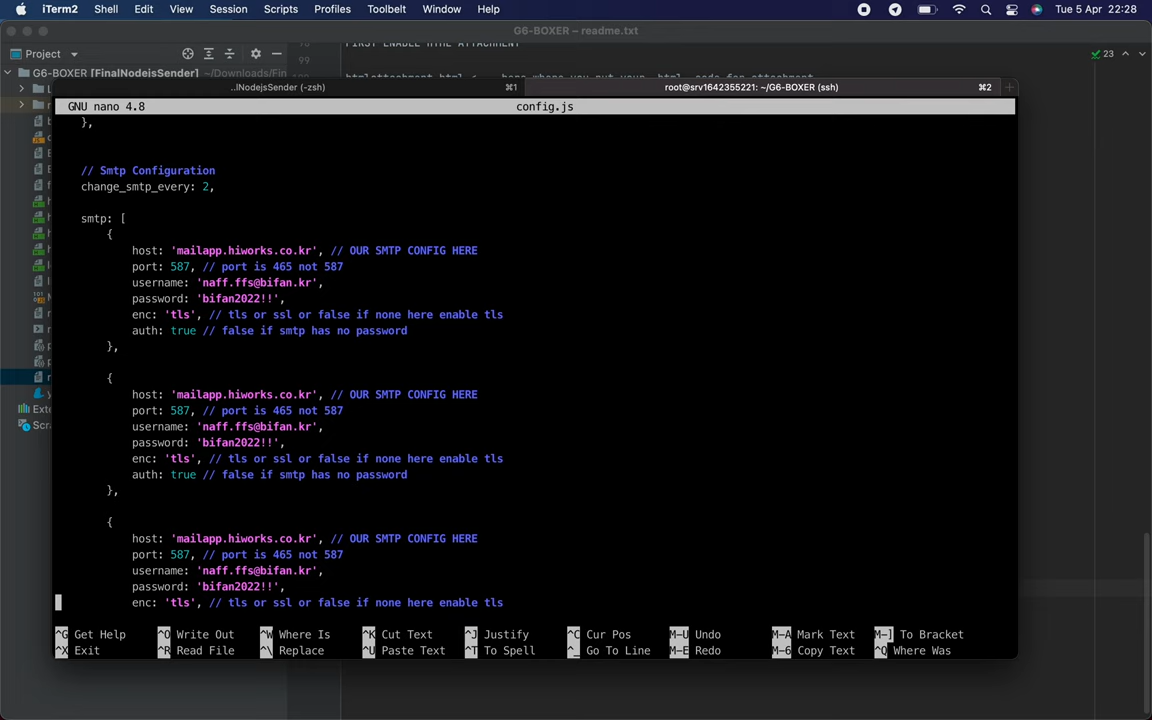 iTerm2 Shell Edit View Session Scripts Profiles Toolbelt Window Help Tue 5 Apr 22:28
G6-BOXER – readme.txt
Project
23
99
G6-BOXER [FinalNodejsSender] ~/Downloads/Fin
..lNodejsSender (-zsh) ⌘1 root@srv1642355221: ~/G6-BOXER (ssh) ⌘2
GNU nano 4.8 config.js
},
// Smtp Configuration
change_smtp_every: 2,
smtp: [
{
host: 'mailapp.hiworks.co.kr', // OUR SMTP CONFIG HERE
port: 587, // port is 465 not 587
username: 'naff.ffs@bifan.kr',
password: 'bifan2022!!',
enc: 'tls', // tls or ssl or false if none here enable tls
auth: true // false if smtp has no password
},
{
host: 'mailapp.hiworks.co.kr', // OUR SMTP CONFIG HERE
port: 587, // port is 465 not 587
username: 'naff.ffs@bifan.kr',
password: 'bifan2022!!',
enc: 'tls', // tls or ssl or false if none here enable tls
auth: true // false if smtp has no password
},
{
host: 'mailapp.hiworks.co.kr', // OUR SMTP CONFIG HERE
port: 587, // port is 465 not 587
username: 'naff.ffs@bifan.kr',
password: 'bifan2022!!',
enc: 'tls', // tls or ssl or false if none here enable tls
^G Get Help ^O Write Out ^W Where Is ^K Cut Text ^J Justify ^C Cur Pos M-U Undo M-A Mark Text M-] To Bracket
^X Exit ^R Read File ^\ Replace ^U Paste Text ^T To Spell ^_ Go To Line M-E Redo M-6 Copy Text ^Q Where Was